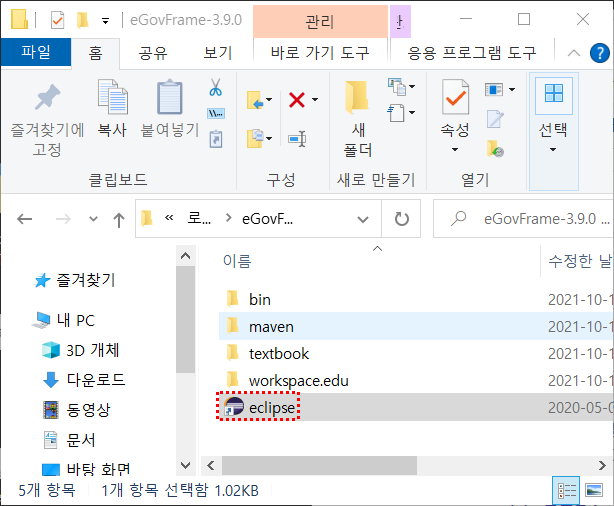 eGovFrame-3.9.0
관리
파일
홈
공유
보기
바로 가기 도구
응용 프로그램 도구
?
즐겨찾기에
고정
복사
붙여넣기
새
폴더
속성
선택
클립보드
구성
새로 만들기
열기
« 로...
eGovF...
eGovFrame-3.9.0 ...
즐겨찾기
내 PC
3D 개체
다운로드
동영상
문서
바탕 화면
이름
수정한 날
bin
2021-10-1
maven
2021-10-1
textbook
2021-10-1
workspace.edu
2021-10-1
eclipse
2020-05-0
5개 항목
1개 항목 선택함 1.02KB